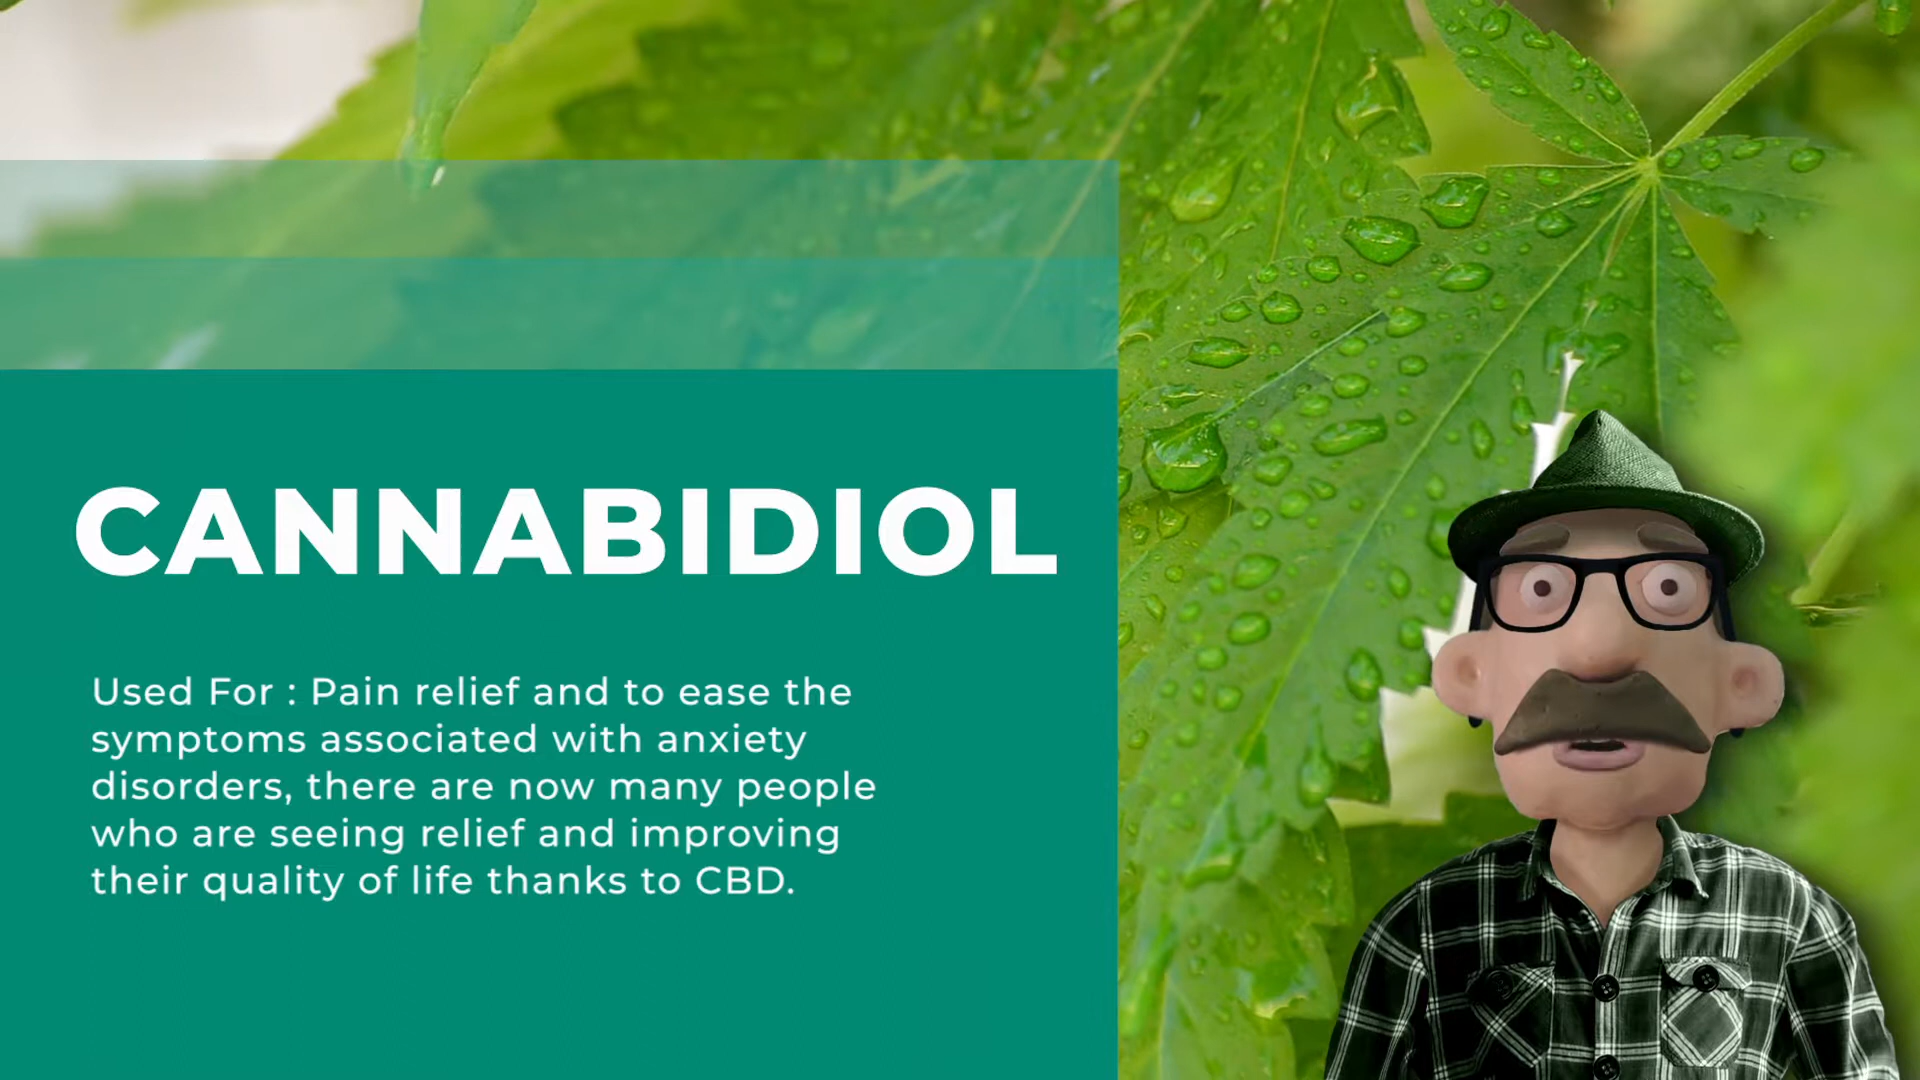 CANNABIDIOL
Used For : Pain relief and to ease the
symptoms associated with anxiety
disorders, there are now many people
who are seeing relief and improving
their quality of life thanks to CBD.